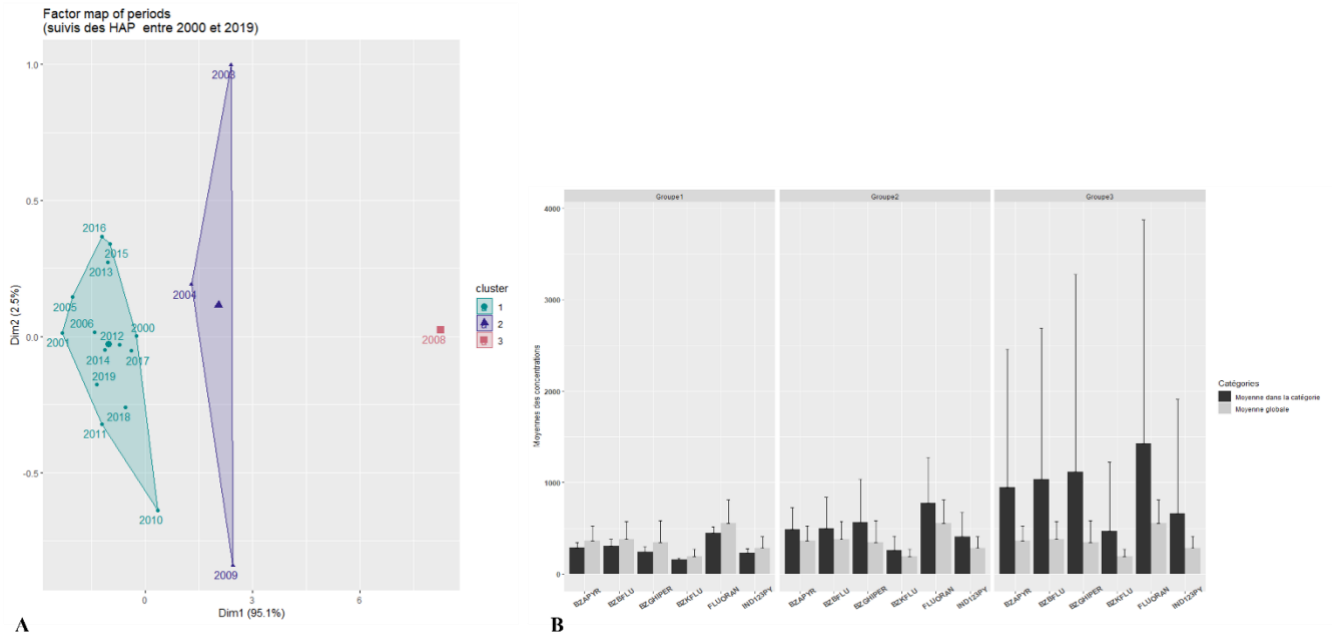 Factor map of periods
(suivis des HAP entre 2000 et 2019)
1.0
0.5
0.0
-0.5
Dim2 (2.5%)
2003
2016
2015
2013
2005
2004
2006
2012
2000
2001
2014
2017
2008
2019
2018
2011
2010
2009
0
3
6
Dim1 (95.1%)
cluster
1
2
3
A
Groupe1
Groupe2
Groupe3
4000
3000
2000
1000
0
Moyennes des concentrations
BZAPYR
BZBFLU
BZGHIPER
BZKFLU
FLUORAN
IND123PY
BZAPYR
BZBFLU
BZGHIPER
BZKFLU
FLUORAN
IND123PY
BZAPYR
BZBFLU
BZGHIPER
BZKFLU
FLUORAN
IND123PY
Catégories
Moyenne dans la catégorie
Moyenne globale
B